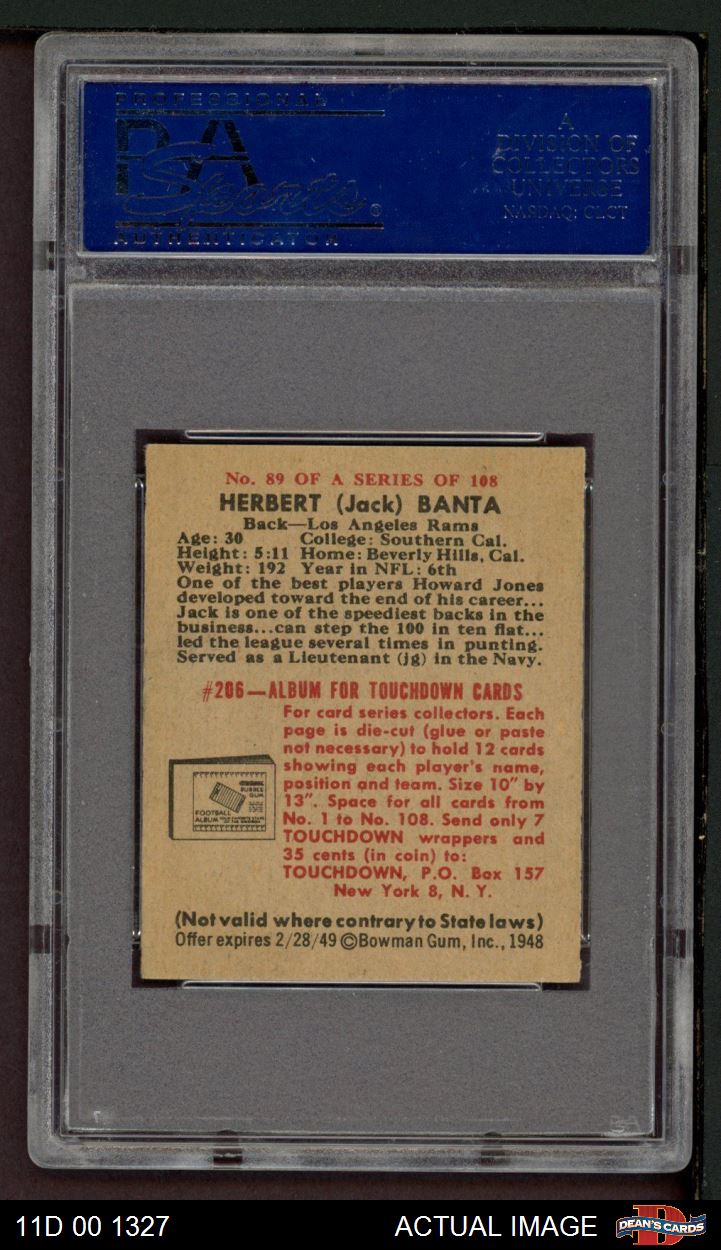 PROFESSIONAL
PSA
Sports
®
AUTHENTICATOR
A
DIVISION OF
COLLECTORS
UNIVERSE
NASDAQ: CLCT
No. 89 OF A SERIES OF 108
HERBERT (Jack) BANTA
Back—Los Angeles Rams
Age: 30 College: Southern Cal.
Height: 5:11 Home: Beverly Hills, Cal.
Weight: 192 Year in NFL: 6th
One of the best players Howard Jones
developed toward the end of his career...
Jack is one of the speediest backs in the
business...can step the 100 in ten flat...
led the league several times in punting.
Served as a Lieutenant (jg) in the Navy.
#206—ALBUM FOR TOUCHDOWN CARDS
For card series collectors. Each
page is die-cut (glue or paste
not necessary) to hold 12 cards
showing each player's name,
position and team. Size 10" by
13". Space for all cards from
No. 1 to No. 108. Send only 7
TOUCHDOWN wrappers and
35 cents (in coin) to:
TOUCHDOWN, P.O. Box 157
New York 8, N. Y.
BUBBLE
GUM
FOOTBALL
ALBUM
(Not valid where contrary to State laws)
Offer expires 2/28/49 ©Bowman Gum, Inc., 1948
PSA
11D 00 1327
ACTUAL IMAGE
DEAN'S CARDS